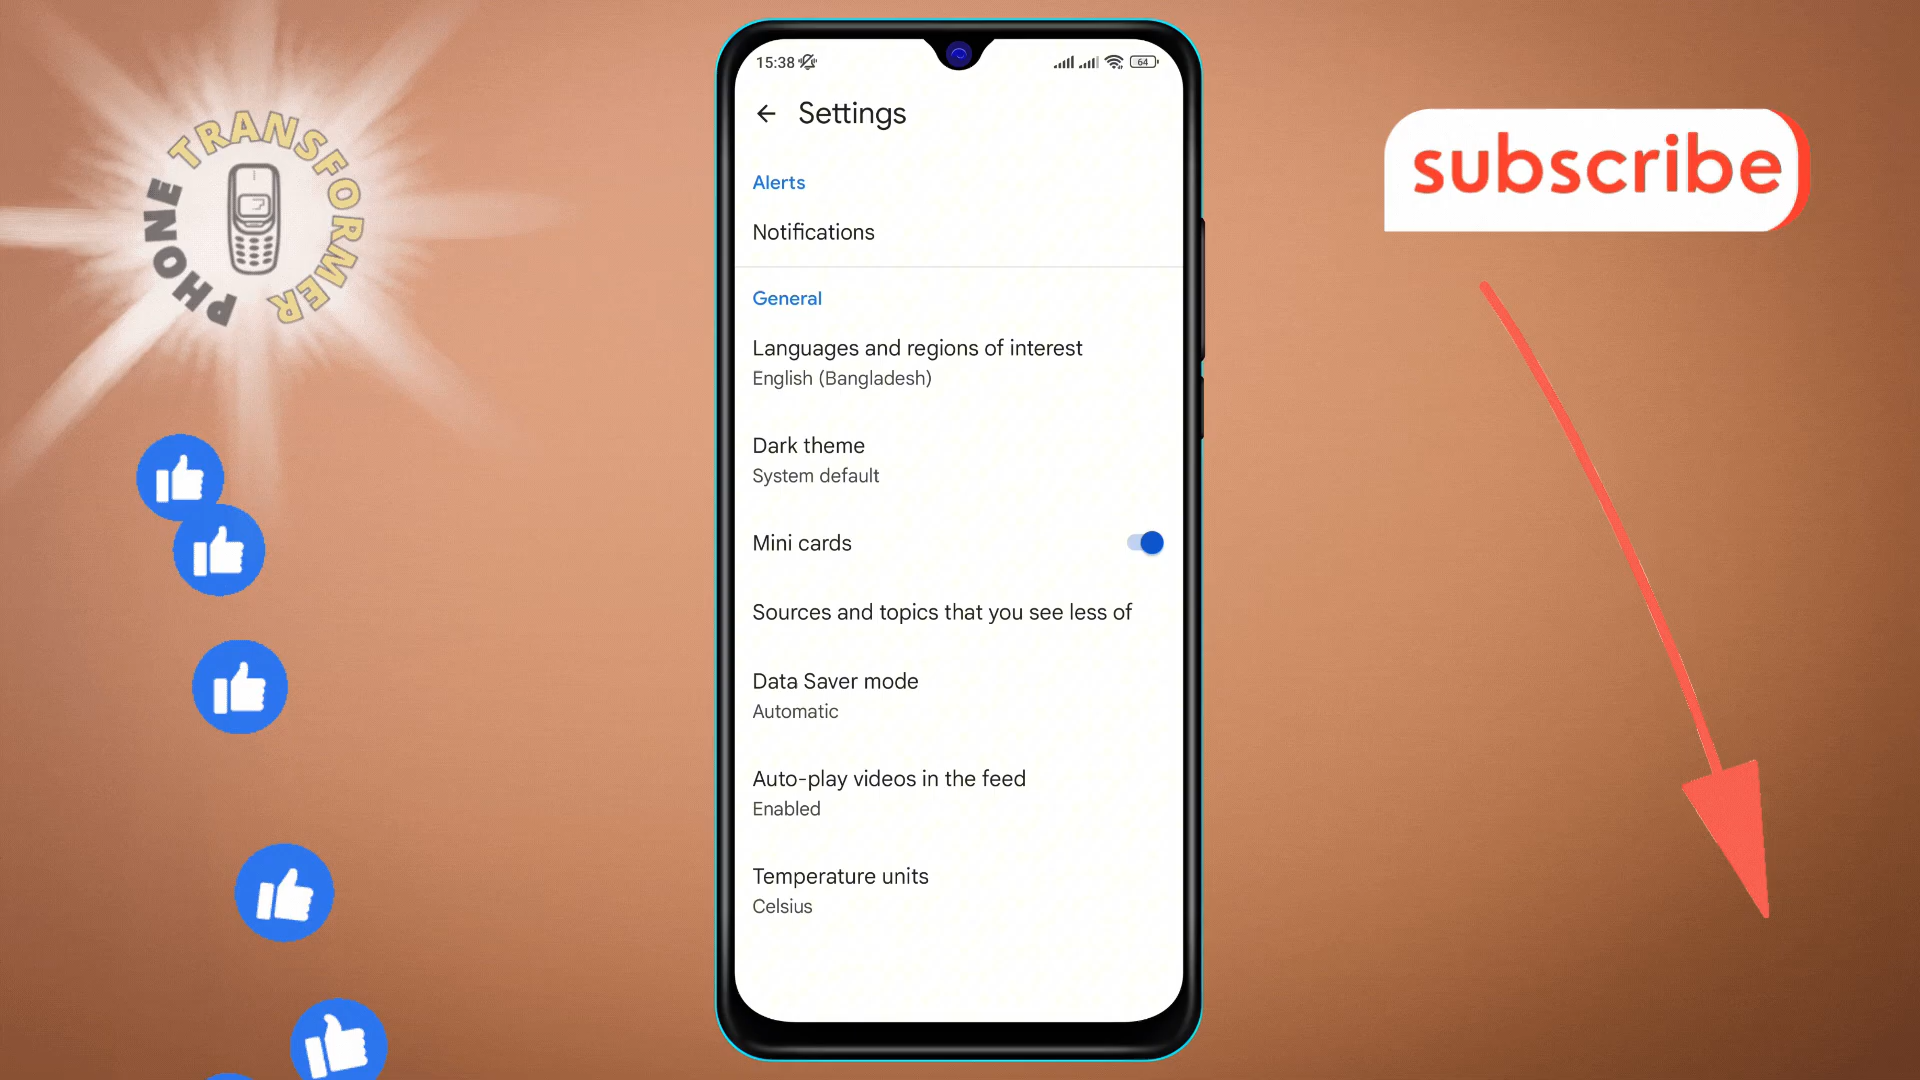 PHONE TRANSFORMER
15:38
64
Settings
Alerts
Notifications
General
Languages and regions of interest
English (Bangladesh)
Dark theme
System default
Mini cards
Sources and topics that you see less of
Data Saver mode
Automatic
Auto-play videos in the feed
Enabled
Temperature units
Celsius
subscribe